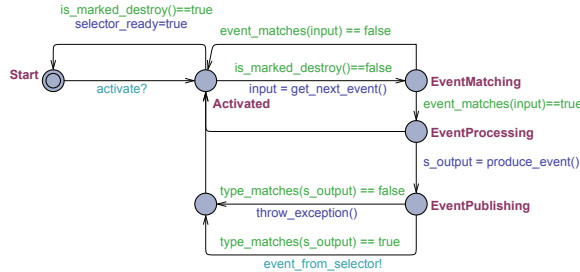 is_marked_destroy()==true
selector_ready=true
event_matches(input) == false
Start
is_marked_destroy()==false
EventMatching
activate?
Activated
input = get_next_event()
event_matches(input)==true
EventProcessing
s_output = produce_event()
type_matches(s_output) == false
EventPublishing
throw_exception()
type_matches(s_output) == true
event_from_selector!